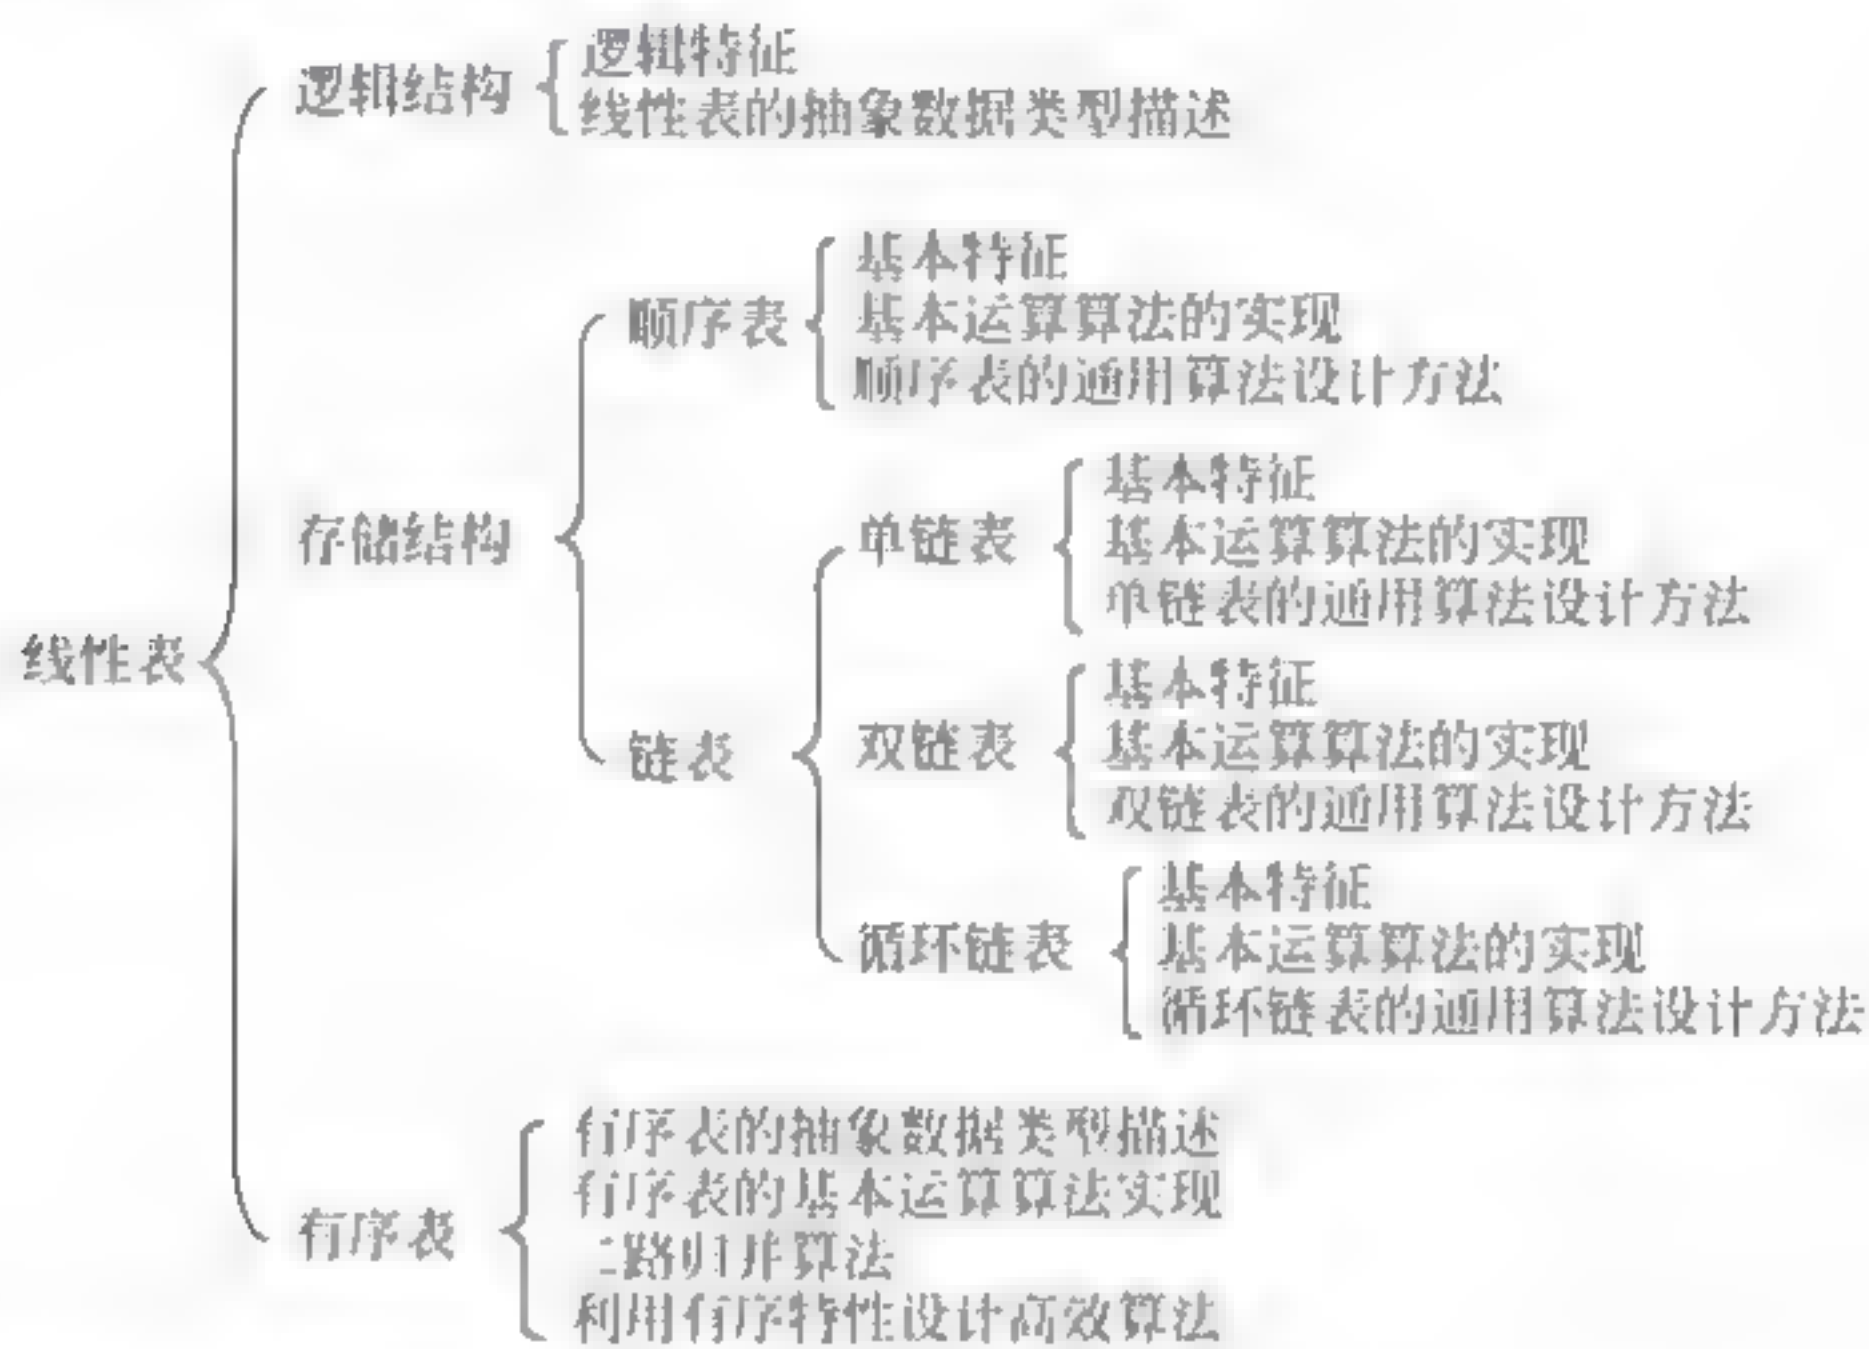 线性表
逻辑结构
逻辑特征
线性表的抽象数据类型描述
存储结构
顺序表
基本特征
基本运算算法的实现
顺序表的通用算法设计方法
链表
单链表
基本特征
基本运算算法的实现
单链表的通用算法设计方法
双链表
基本特征
基本运算算法的实现
双链表的通用算法设计方法
循环链表
基本特征
基本运算算法的实现
循环链表的通用算法设计方法
有序表
有序表的抽象数据类型描述
有序表的基本运算算法实现
二路归并算法
利用有序特性设计高效算法